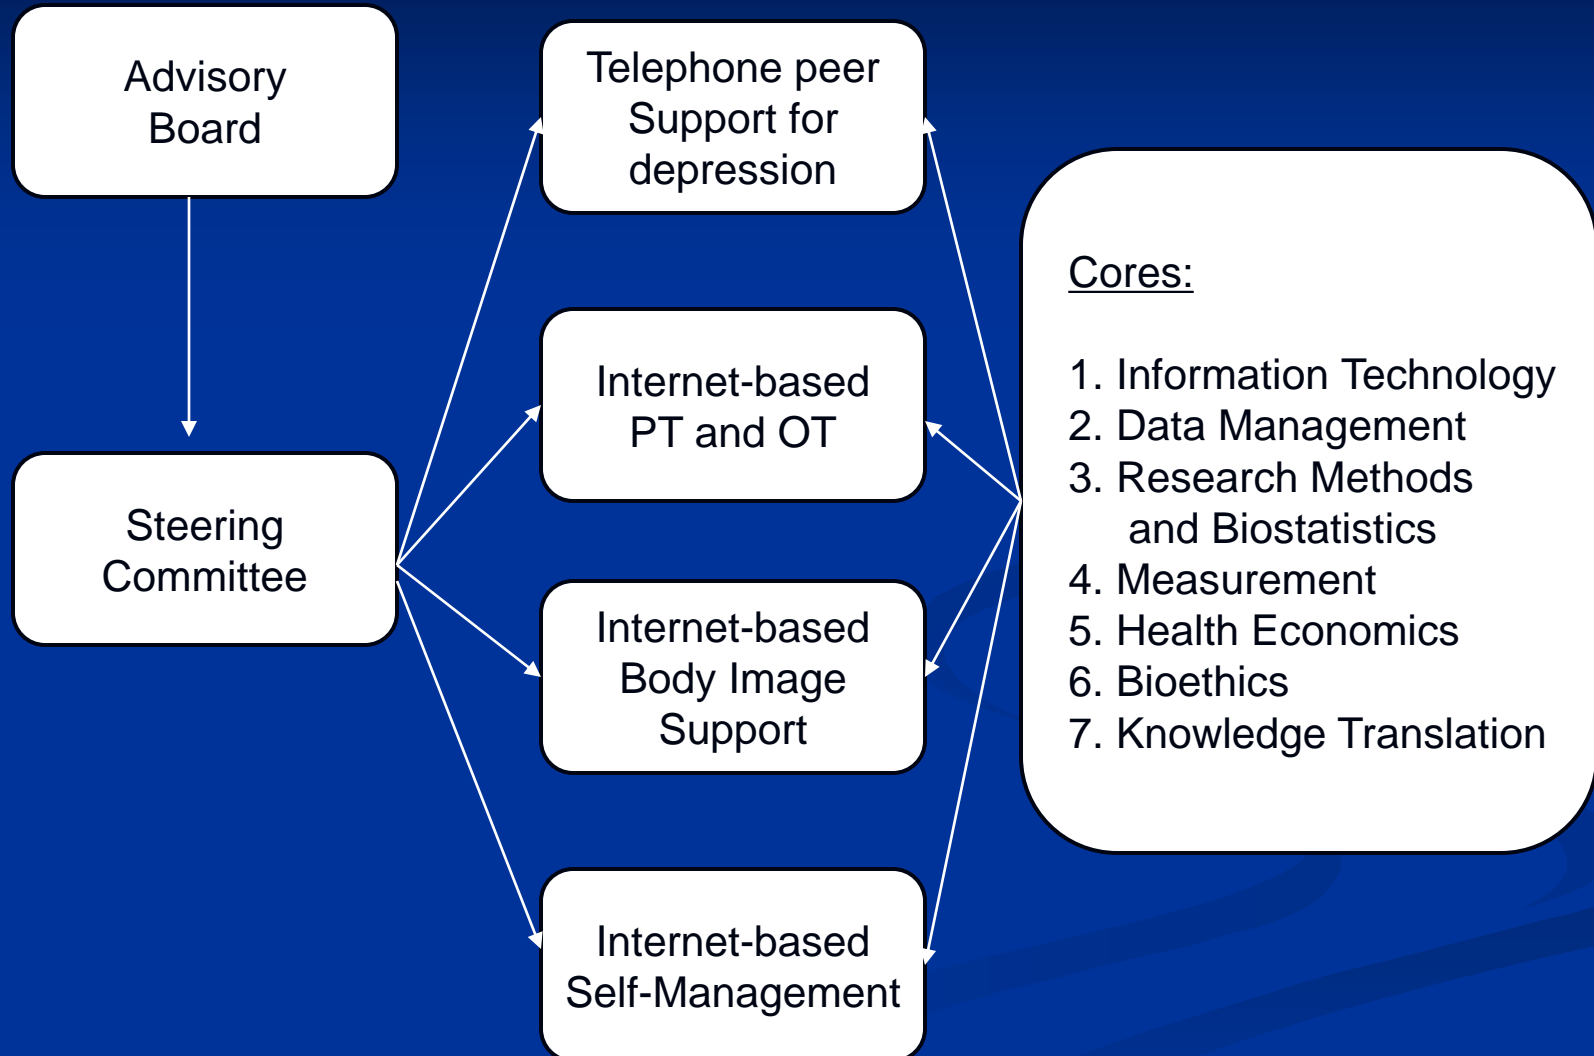 Advisory
Board
Steering
Committee
Telephone peer
Support for
depression
Internet-based
PT and OT
Internet-based
Body Image
Support
Internet-based
Self-Management
Cores:
1. Information Technology
2. Data Management
3. Research Methods
and Biostatistics
4. Measurement
5. Health Economics
6. Bioethics
7. Knowledge Translation